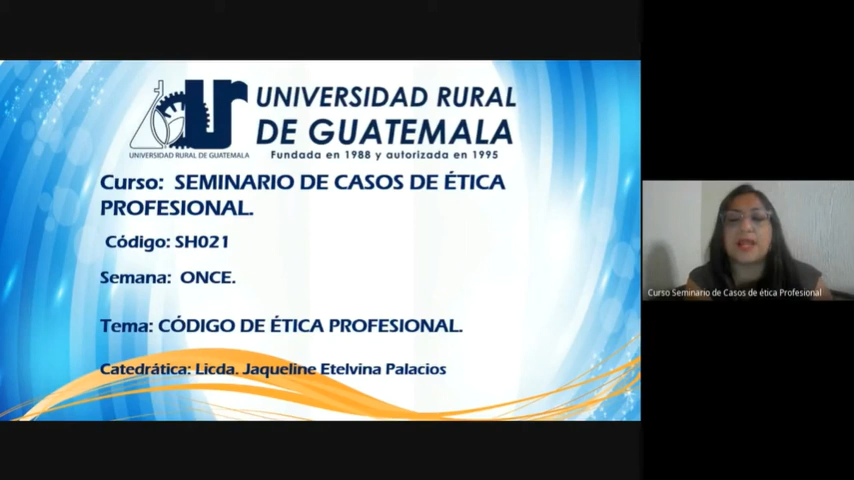 UNIVERSIDAD RURAL
DE GUATEMALA
Fundada en 1988 y autorizada en 1995
UNIVERSIDAD RURAL DE GUATEMALA
Curso: SEMINARIO DE CASOS DE ÉTICA
PROFESIONAL.
Código: SH021
Semana: ONCE.
Tema: CÓDIGO DE ÉTICA PROFESIONAL.
Catedrática: Licda. Jaqueline Etelvina Palacios
Curso Seminario de Casos de ética Profesional